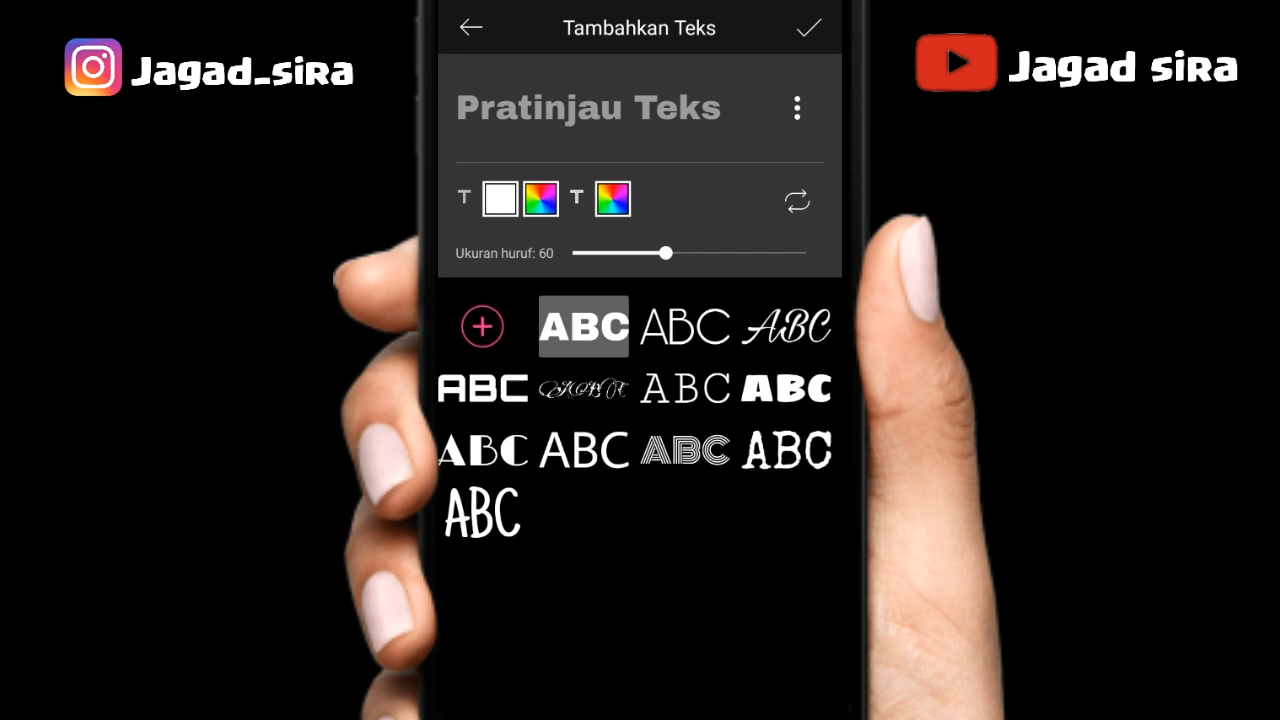 Jagad_sira
Jagad sira
Tambahkan Teks
Pratinjau Teks
T T
Ukuran huruf: 60
ABC ABC ABC
ABC ABC ABC
ABC ABC ABC ABC
ABC